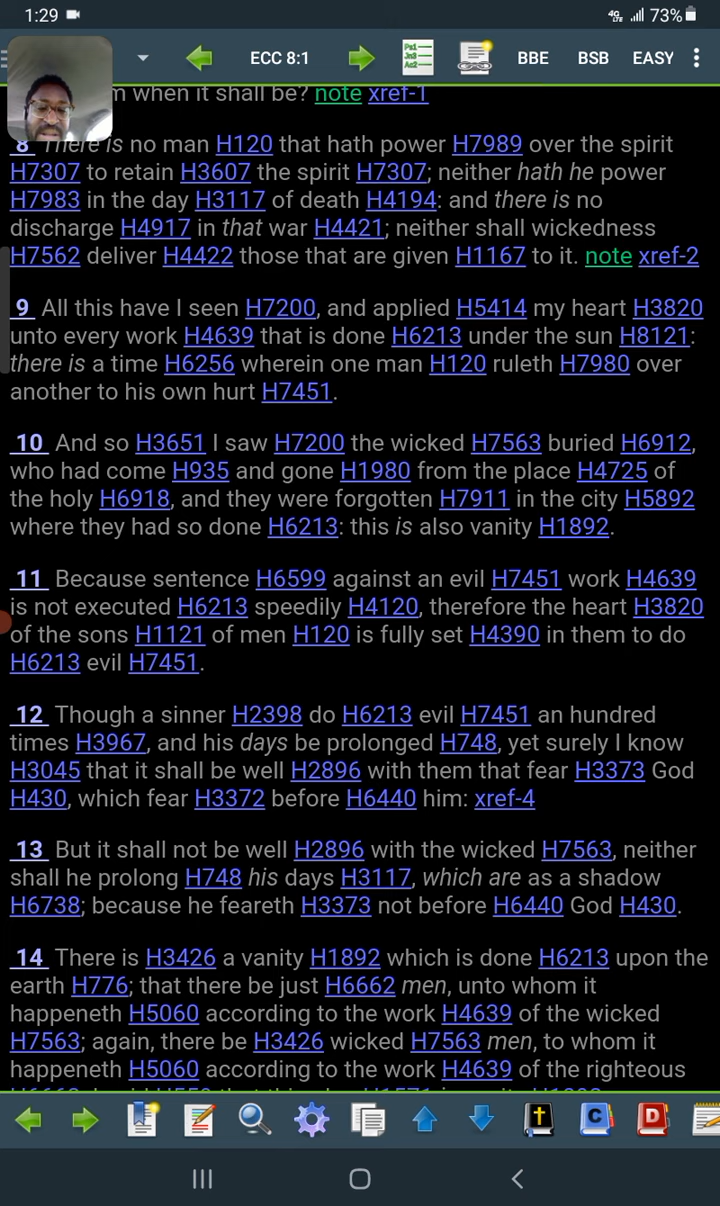 1:29 4G LTE 73%
ECC 8:1 Ps1 Jn3 Ac2 BBE BSB EASY
m when it shall be? note xref-1
8 There is no man H120 that hath power H7989 over the spirit
H7307 to retain H3607 the spirit H7307; neither hath he power
H7983 in the day H3117 of death H4194: and there is no
discharge H4917 in that war H4421; neither shall wickedness
H7562 deliver H4422 those that are given H1167 to it. note xref-2
9 All this have I seen H7200, and applied H5414 my heart H3820
unto every work H4639 that is done H6213 under the sun H8121:
there is a time H6256 wherein one man H120 ruleth H7980 over
another to his own hurt H7451.
10 And so H3651 I saw H7200 the wicked H7563 buried H6912,
who had come H935 and gone H1980 from the place H4725 of
the holy H6918, and they were forgotten H7911 in the city H5892
where they had so done H6213: this is also vanity H1892.
11 Because sentence H6599 against an evil H7451 work H4639
is not executed H6213 speedily H4120, therefore the heart H3820
of the sons H1121 of men H120 is fully set H4390 in them to do
H6213 evil H7451.
12 Though a sinner H2398 do H6213 evil H7451 an hundred
times H3967, and his days be prolonged H748, yet surely I know
H3045 that it shall be well H2896 with them that fear H3373 God
H430, which fear H3372 before H6440 him: xref-4
13 But it shall not be well H2896 with the wicked H7563, neither
shall he prolong H748 his days H3117, which are as a shadow
H6738; because he feareth H3373 not before H6440 God H430.
14 There is H3426 a vanity H1892 which is done H6213 upon the
earth H776; that there be just H6662 men, unto whom it
happeneth H5060 according to the work H4639 of the wicked
H7563; again, there be H3426 wicked H7563 men, to whom it
happeneth H5060 according to the work H4639 of the righteous
C D